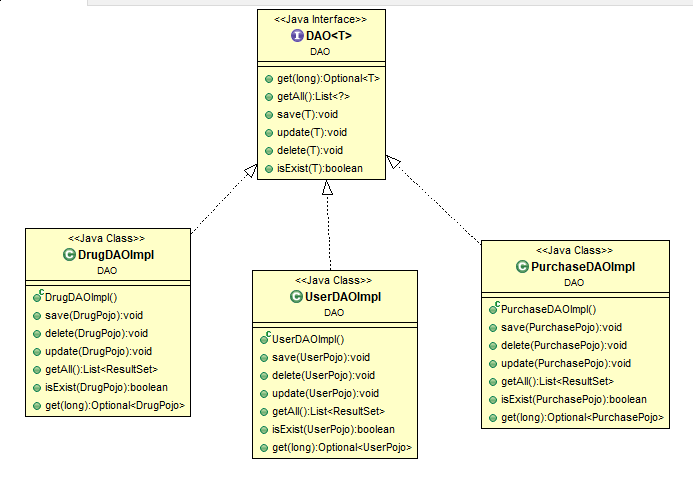 <<Java Interface>>
I DAO<T>
DAO
get(long):Optional<T>
getAll():List<?>
save(T):void
update(T):void
delete(T):void
isExist(T):boolean
<<Java Class>>
C DrugDAOImpl
DAO
C DrugDAOImpl()
save(DrugPojo):void
delete(DrugPojo):void
update(DrugPojo):void
getAll():List<ResultSet>
isExist(DrugPojo):boolean
get(long):Optional<DrugPojo>
<<Java Class>>
C UserDAOImpl
DAO
C UserDAOImpl()
save(UserPojo):void
delete(UserPojo):void
update(UserPojo):void
getAll():List<ResultSet>
isExist(UserPojo):boolean
get(long):Optional<UserPojo>
<<Java Class>>
C PurchaseDAOImpl
DAO
C PurchaseDAOImpl()
save(PurchasePojo):void
delete(PurchasePojo):void
update(PurchasePojo):void
getAll():List<ResultSet>
isExist(PurchasePojo):boolean
get(long):Optional<PurchasePojo>